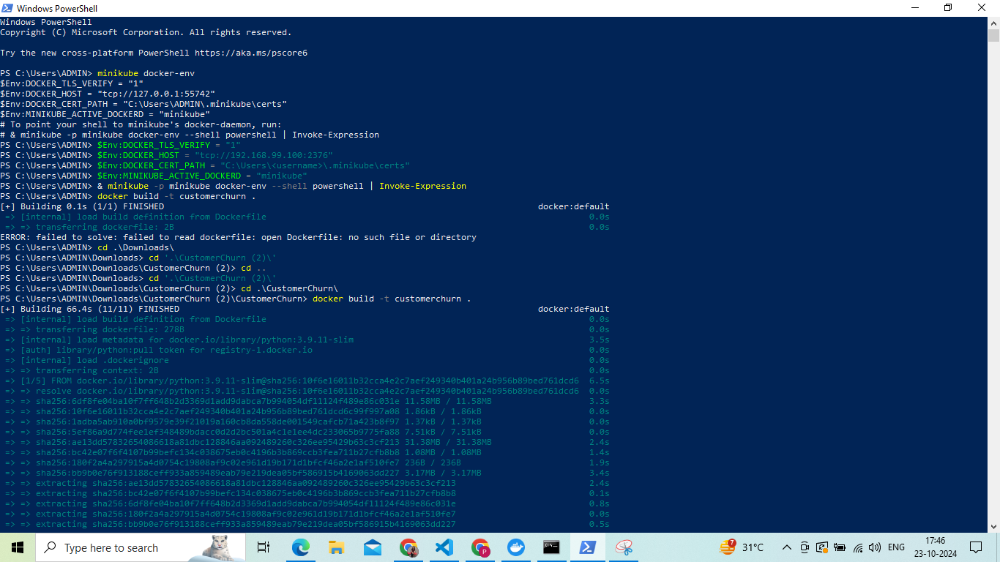 Windows PowerShell
Windows PowerShell
Copyright (C) Microsoft Corporation. All rights reserved.
Try the new cross-platform PowerShell https://aka.ms/pscore6
PS C:\Users\ADMIN> minikube docker-env
$Env:DOCKER_TLS_VERIFY = "1"
$Env:DOCKER_HOST = "tcp://127.0.0.1:55742"
$Env:DOCKER_CERT_PATH = "C:\Users\ADMIN\.minikube\certs"
$Env:MINIKUBE_ACTIVE_DOCKERD = "minikube"
# To point your shell to minikube's docker-daemon, run:
# & minikube -p minikube docker-env --shell powershell | Invoke-Expression
PS C:\Users\ADMIN> $Env:DOCKER_TLS_VERIFY = "1"
PS C:\Users\ADMIN> $Env:DOCKER_HOST = "tcp://192.168.99.100:2376"
PS C:\Users\ADMIN> $Env:DOCKER_CERT_PATH = "C:\Users\<username>\.minikube\certs"
PS C:\Users\ADMIN> $Env:MINIKUBE_ACTIVE_DOCKERD = "minikube"
PS C:\Users\ADMIN> & minikube -p minikube docker-env --shell powershell | Invoke-Expression
PS C:\Users\ADMIN> docker build -t customerchurn .
[+] Building 0.1s (1/1) FINISHED docker:default
=> [internal] load build definition from Dockerfile 0.0s
=> => transferring dockerfile: 2B 0.0s
ERROR: failed to solve: failed to read dockerfile: open Dockerfile: no such file or directory
PS C:\Users\ADMIN> cd .\Downloads\
PS C:\Users\ADMIN\Downloads> cd '.\CustomerChurn (2)\'
PS C:\Users\ADMIN\Downloads\CustomerChurn (2)> cd ..
PS C:\Users\ADMIN\Downloads> cd '.\CustomerChurn (2)\'
PS C:\Users\ADMIN\Downloads\CustomerChurn (2)> cd .\CustomerChurn\
PS C:\Users\ADMIN\Downloads\CustomerChurn (2)\CustomerChurn> docker build -t customerchurn .
[+] Building 66.4s (11/11) FINISHED docker:default
=> [internal] load build definition from Dockerfile 0.0s
=> => transferring dockerfile: 278B 0.0s
=> [internal] load metadata for docker.io/library/python:3.9.11-slim 3.5s
=> [auth] library/python:pull token for registry-1.docker.io 0.0s
=> [internal] load .dockerignore 0.0s
=> => transferring context: 2B 0.0s
=> [1/5] FROM docker.io/library/python:3.9.11-slim@sha256:10f6e16011b32cca4e2c7aef249340b401a24b956b89bed761dcd6 6.5s
=> => resolve docker.io/library/python:3.9.11-slim@sha256:10f6e16011b32cca4e2c7aef249340b401a24b956b89bed761dcd6 0.0s
=> => sha256:6df8fe04ba10f7ff648b2d3369d1add9dabca7b994054df11124f489e86c031e 11.58MB / 11.58MB 3.3s
=> => sha256:10f6e16011b32cca4e2c7aef249340b401a24b956b89bed761dcd6c99f997a08 1.86kB / 1.86kB 0.0s
=> => sha256:1adba5ab910a0bf9579e39f21019a160cb8da558de001549cafcb71a423b8f97 1.37kB / 1.37kB 0.0s
=> => sha256:5ef86a9d774fee1ef348489bdacc0d2d2bc501a4c1e1ee4dc233065b9775fa88 7.51kB / 7.51kB 0.0s
=> => sha256:ae13dd57832654086618a81dbc128846aa092489260c326ee95429b63c3cf213 31.38MB / 31.38MB 2.4s
=> => sha256:bc42e07f6f4107b99befc134c038675eb0c4196b3b869ccb3fea711b27cfb8b8 1.08MB / 1.08MB 1.4s
=> => sha256:180f2a4a297915a4d0754c19808af9c02e961d19b171d1bfcf46a2e1af510fe7 236B / 236B 1.9s
=> => sha256:bb9b0e76f913188ceff933a859489eab79e219dea05bf586915b4169063dd227 3.17MB / 3.17MB 3.4s
=> => extracting sha256:ae13dd57832654086618a81dbc128846aa092489260c326ee95429b63c3cf213 2.4s
=> => extracting sha256:bc42e07f6f4107b99befc134c038675eb0c4196b3b869ccb3fea711b27cfb8b8 0.1s
=> => extracting sha256:6df8fe04ba10f7ff648b2d3369d1add9dabca7b994054df11124f489e86c031e 0.8s
=> => extracting sha256:180f2a4a297915a4d0754c19808af9c02e961d19b171d1bfcf46a2e1af510fe7 0.0s
=> => extracting sha256:bb9b0e76f913188ceff933a859489eab79e219dea05bf586915b4169063dd227 0.5s
Type here to search
P
7
31°C
ENG
17:46
23-10-2024